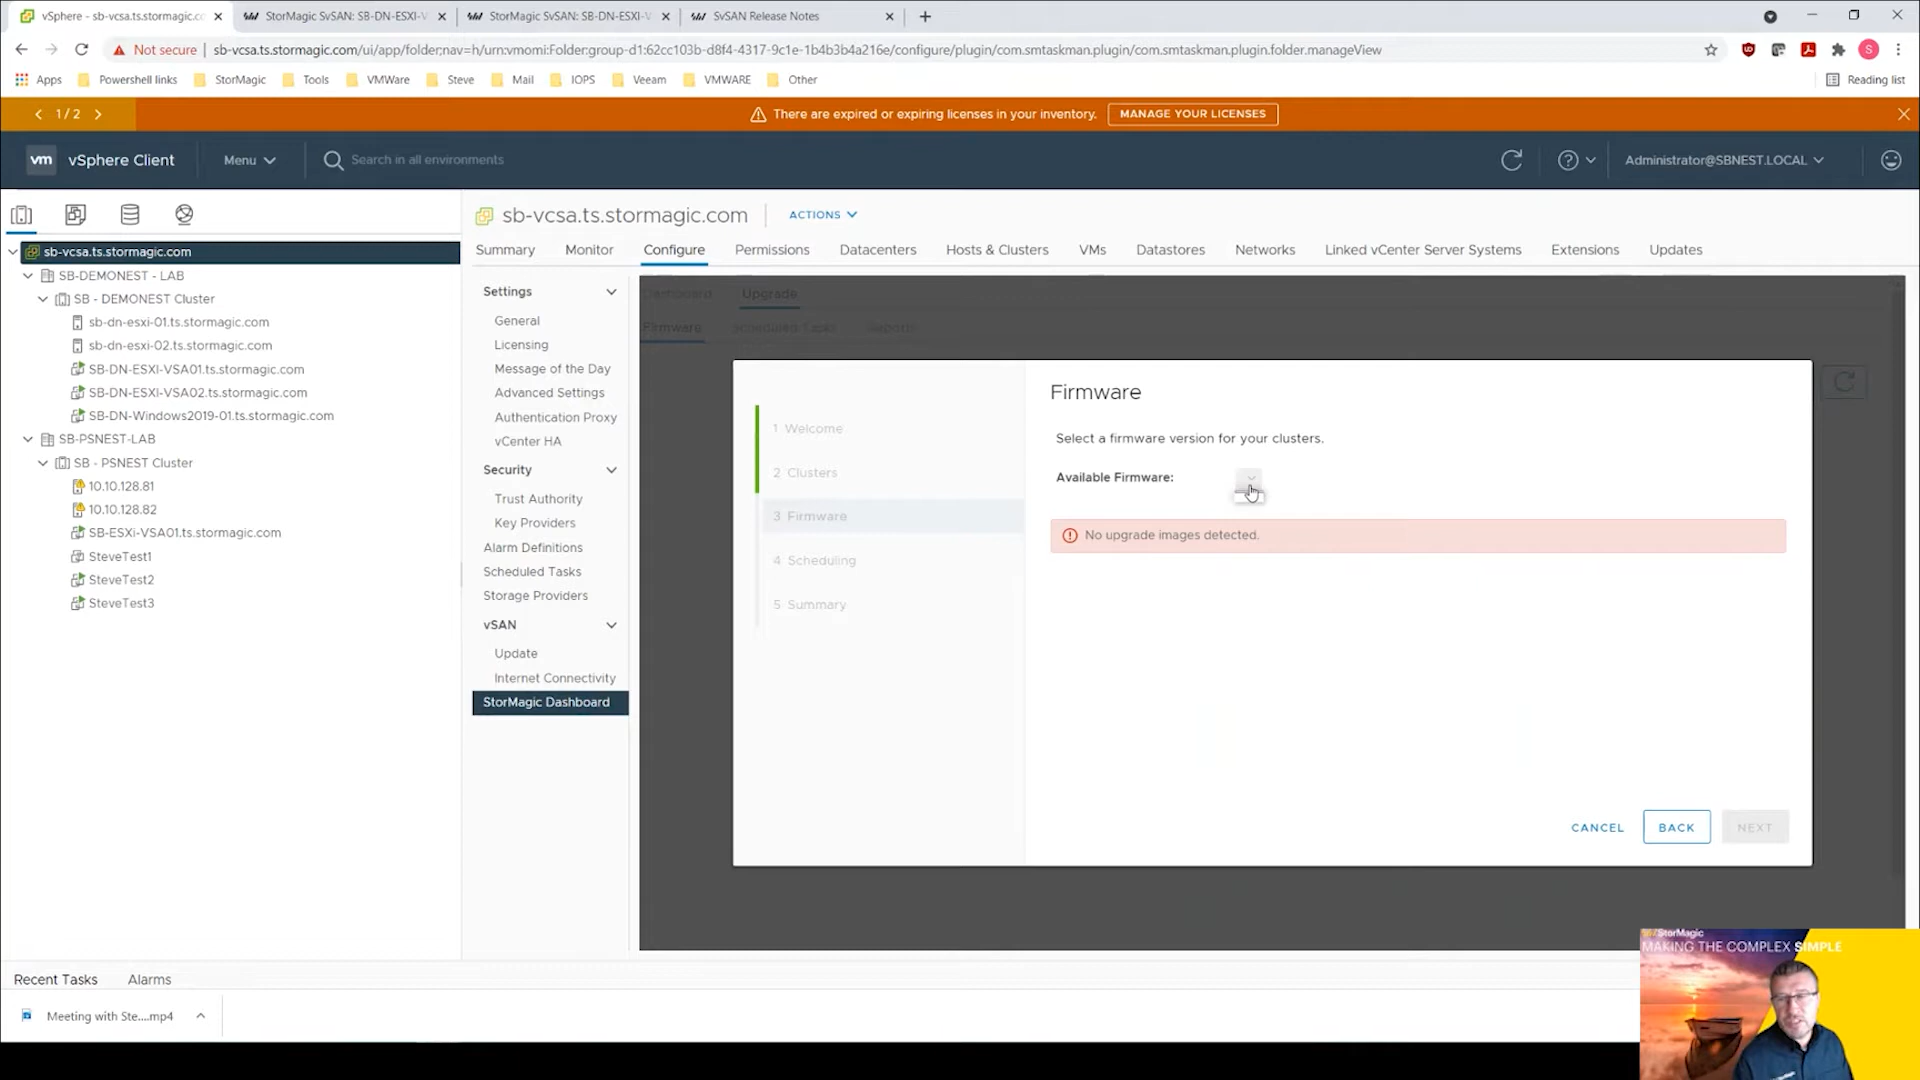 vSphere - sb-vcsa.ts.stormagic.co
StorMagic SvSAN: SB-DN-ESXI-V
StorMagic SvSAN: SB-DN-ESXI-V
SvSAN Release Notes
Not secure
sb-vcsa.ts.stormagic.com/ui/app/folder;nav=h/urn:vmomi:Folder:group-d1:62cc103b-d8f4-4317-9c1e-1b4b3b4a216e/configure/plugin/com.smtaskman.plugin/com.smtaskman.plugin.folder.manageView
S
Apps
Powershell links
StorMagic
Tools
VMWare
Steve
Mail
IOPS
Veeam
VMWARE
Other
Reading list
1 / 2
There are expired or expiring licenses in your inventory.
MANAGE YOUR LICENSES
vm
vSphere Client
Menu
Search in all environments
Administrator@SBNEST.LOCAL
sb-vcsa.ts.stormagic.com
SB-DEMONEST - LAB
SB - DEMONEST Cluster
sb-dn-esxi-01.ts.stormagic.com
sb-dn-esxi-02.ts.stormagic.com
SB-DN-ESXI-VSA01.ts.stormagic.com
SB-DN-ESXI-VSA02.ts.stormagic.com
SB-DN-Windows2019-01.ts.stormagic.com
SB-PSNEST-LAB
SB - PSNEST Cluster
10.10.128.81
10.10.128.82
SB-ESXi-VSA01.ts.stormagic.com
SteveTest1
SteveTest2
SteveTest3
sb-vcsa.ts.stormagic.com
ACTIONS
Summary
Monitor
Configure
Permissions
Datacenters
Hosts & Clusters
VMs
Datastores
Networks
Linked vCenter Server Systems
Extensions
Updates
Settings
General
Licensing
Message of the Day
Advanced Settings
Authentication Proxy
vCenter HA
Security
Trust Authority
Key Providers
Alarm Definitions
Scheduled Tasks
Storage Providers
vSAN
Update
Internet Connectivity
StorMagic Dashboard
Dashboard
Upgrade
Firmware
Scheduled Tasks
Reports
1 Welcome
2 Clusters
3 Firmware
4 Scheduling
5 Summary
Firmware
Select a firmware version for your clusters.
Available Firmware:
No upgrade images detected.
CANCEL
BACK
NEXT
Recent Tasks
Alarms
Meeting with Ste....mp4
StorMagic
MAKING THE COMPLEX SIMPLE